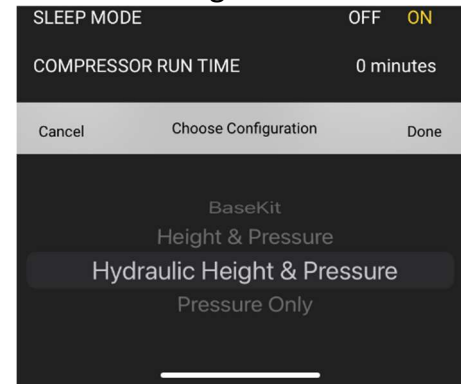 SLEEP MODE OFF ON
COMPRESSOR RUN TIME 0 minutes
Cancel Choose Configuration Done
BaseKit
Height & Pressure
Hydraulic Height & Pressure
Pressure Only